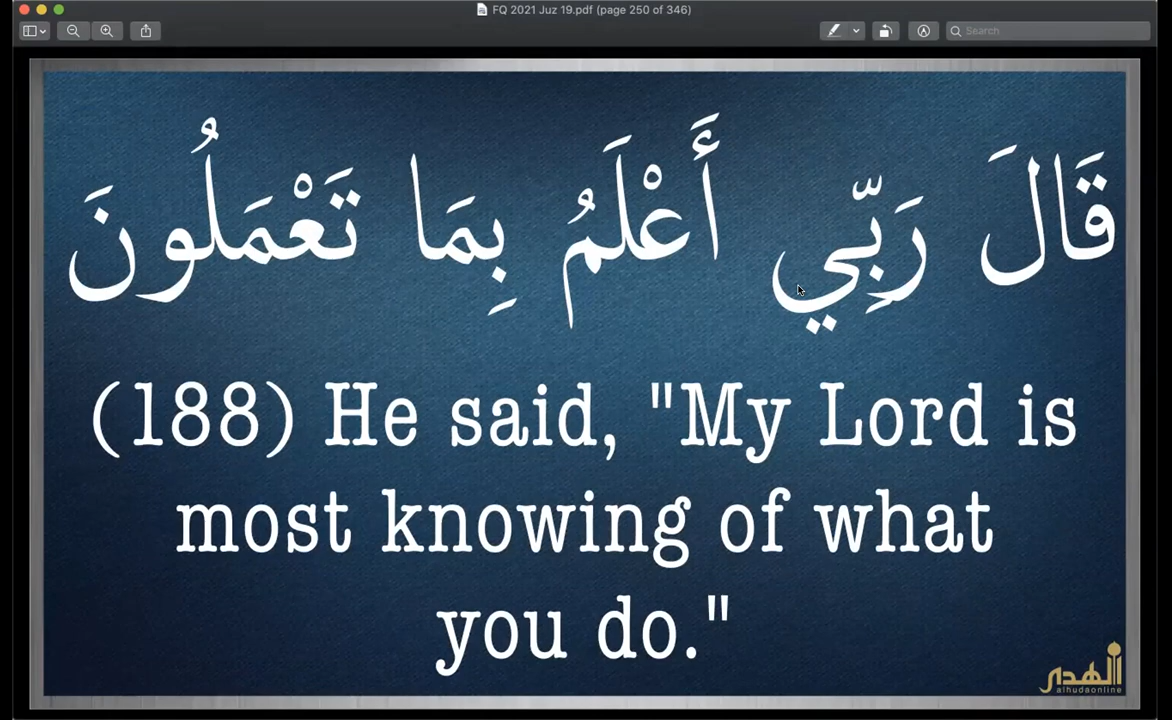 FQ 2021 Juz 19.pdf (page 250 of 346)
Search
قَالَ رَبِّي أَعْلَمُ بِمَا تَعْمَلُونَ
(188) He said, "My Lord is
most knowing of what
you do."
الهدى
alhudaonline